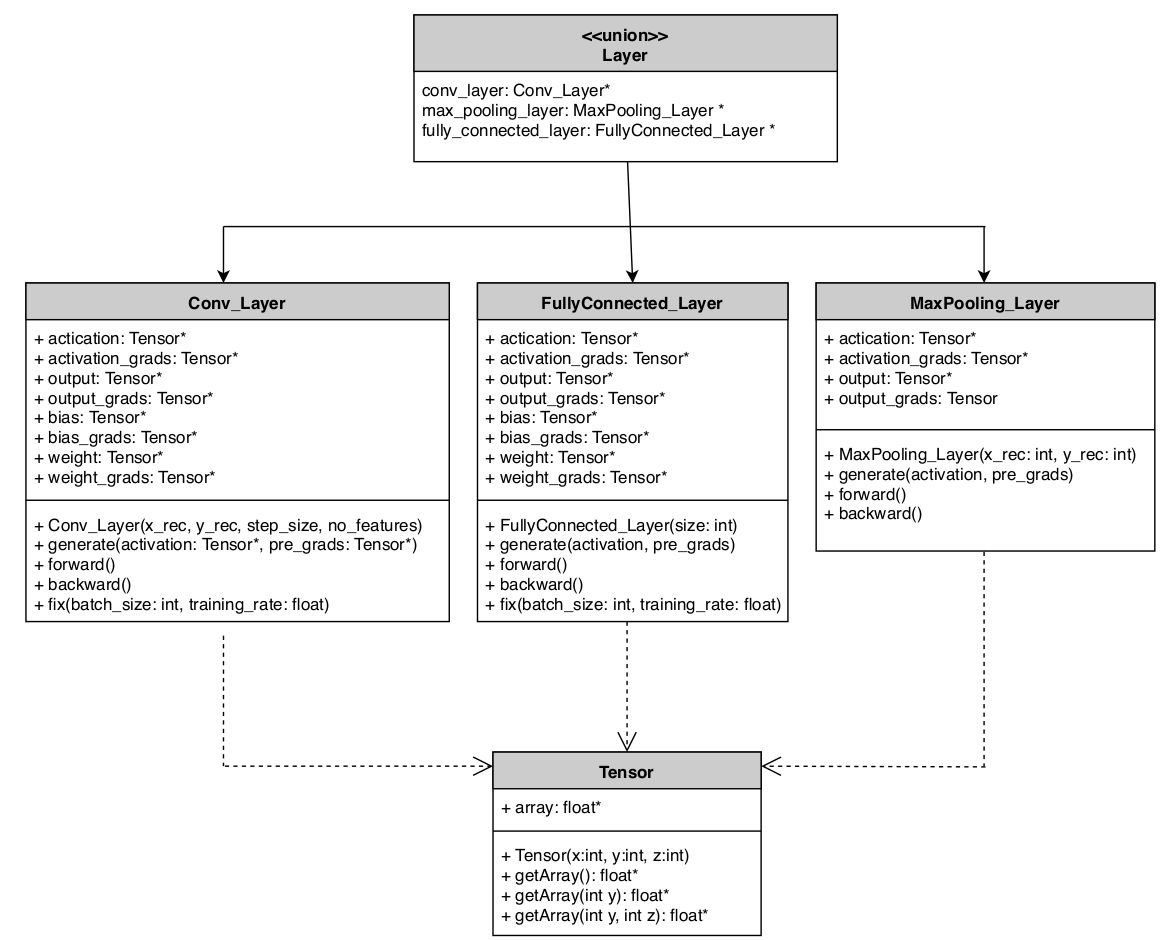 <<union>>
Layer
conv_layer: Conv_Layer*
max_pooling_layer: MaxPooling_Layer *
fully_connected_layer: FullyConnected_Layer *
Conv_Layer
+ actication: Tensor*
+ activation_grads: Tensor*
+ output: Tensor*
+ output_grads: Tensor*
+ bias: Tensor*
+ bias_grads: Tensor*
+ weight: Tensor*
+ weight_grads: Tensor*
+ Conv_Layer(x_rec, y_rec, step_size, no_features)
+ generate(activation: Tensor*, pre_grads: Tensor*)
+ forward()
+ backward()
+ fix(batch_size: int, training_rate: float)
FullyConnected_Layer
+ actication: Tensor*
+ activation_grads: Tensor*
+ output: Tensor*
+ output_grads: Tensor*
+ bias: Tensor*
+ bias_grads: Tensor*
+ weight: Tensor*
+ weight_grads: Tensor*
+ FullyConnected_Layer(size: int)
+ generate(activation, pre_grads)
+ forward()
+ backward()
+ fix(batch_size: int, training_rate: float)
MaxPooling_Layer
+ actication: Tensor*
+ activation_grads: Tensor*
+ output: Tensor*
+ output_grads: Tensor
+ MaxPooling_Layer(x_rec: int, y_rec: int)
+ generate(activation, pre_grads)
+ forward()
+ backward()
Tensor
+ array: float*
+ Tensor(x:int, y:int, z:int)
+ getArray(): float*
+ getArray(int y): float*
+ getArray(int y, int z): float*